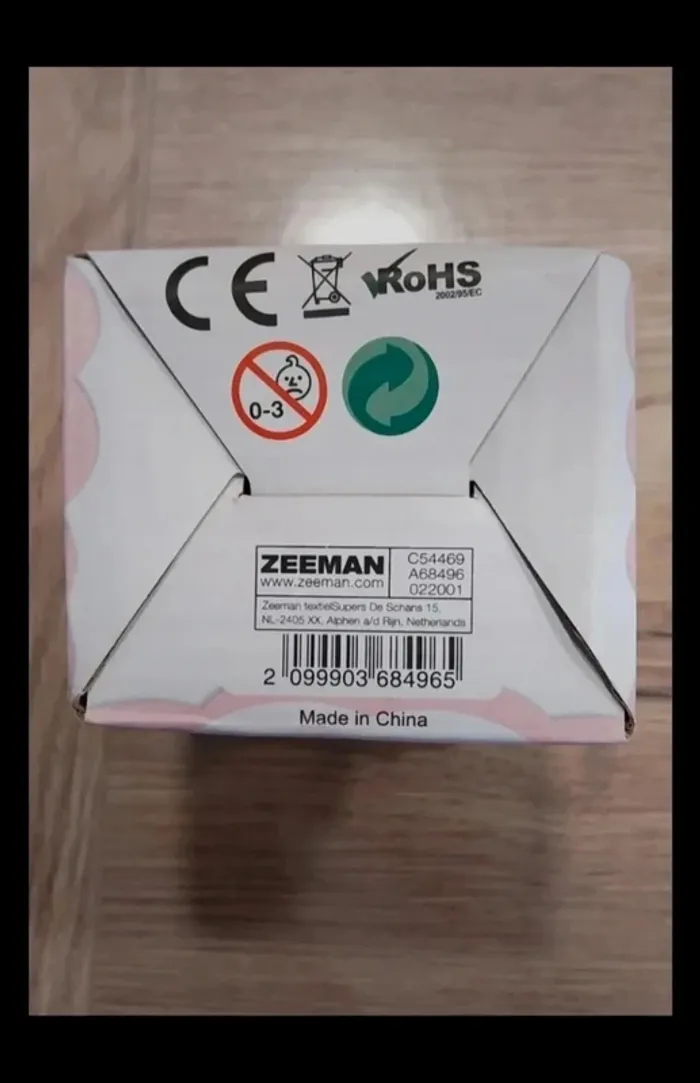 CE
RoHS
2002/95/EC
0-3
ZEEMAN
www.zeeman.com
C54469
A68496
022001
Zeeman textielSupers De Schans 15,
NL-2405 XX, Alphen a/d Rijn, Netherlands
2 099903 684965
Made in China